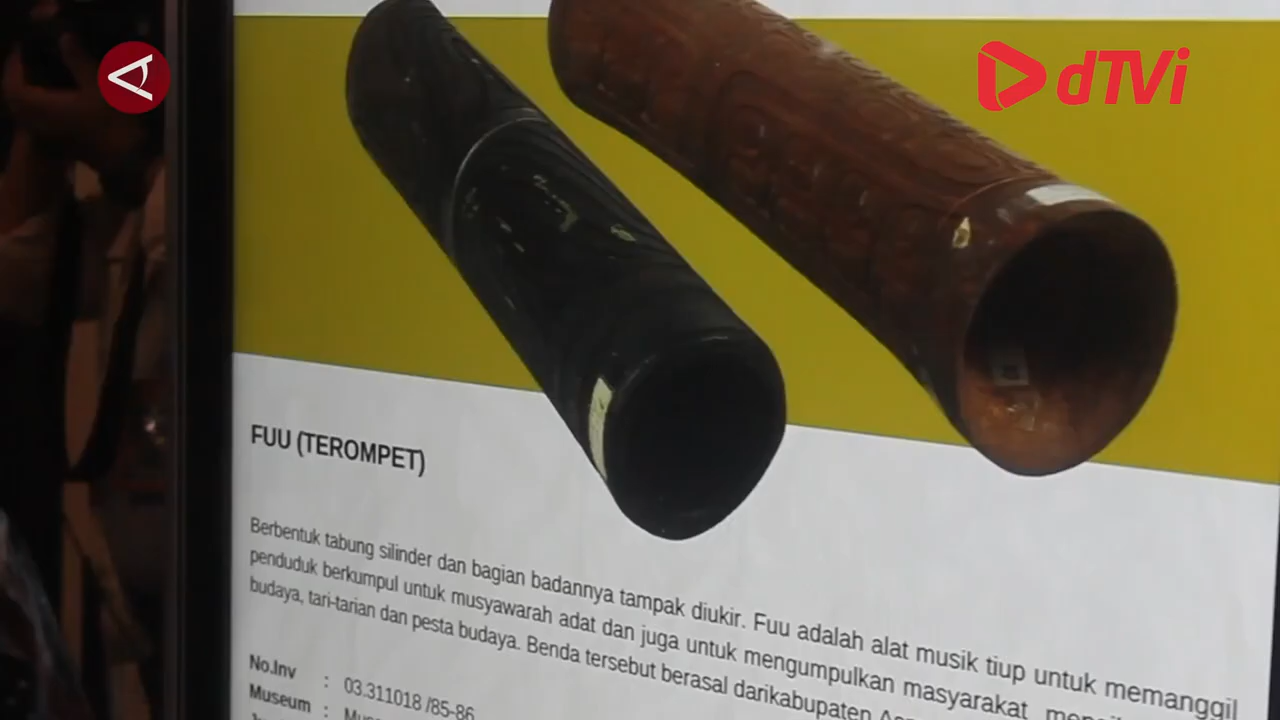 dTVi
FUU (TEROMPET)
Berbentuk tabung silinder dan bagian badannya tampak diukir. Fuu adalah alat musik tiup untuk memanggil
penduduk berkumpul untuk musyawarah adat dan juga untuk mengumpulkan masyarakat
budaya, tari-tarian dan pesta budaya. Benda tersebut berasal darikabupaten
No.Inv : 03.311018 /85-86
Museum :